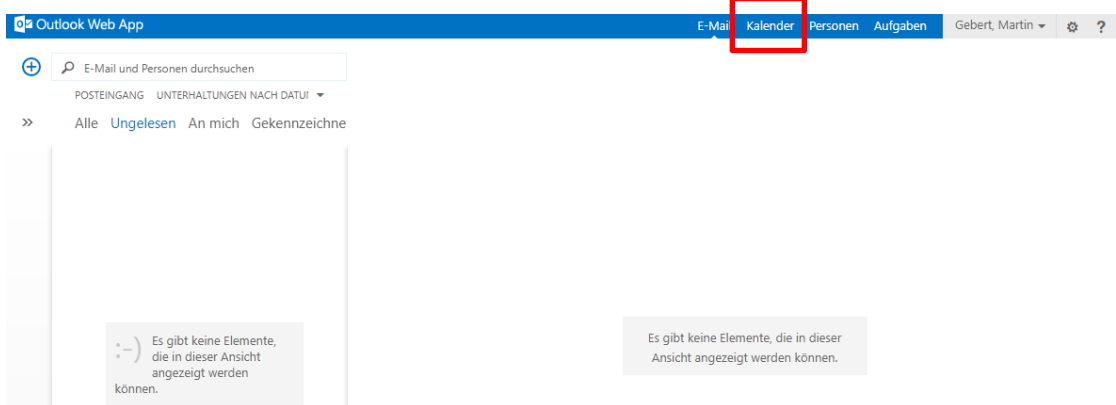 Outlook Web App
E-Mail Kalender Personen Aufgaben Gebert, Martin ?
E-Mail und Personen durchsuchen
POSTEINGANG UNTERHALTUNGEN NACH DATUI
Alle Ungelesen An mich Gekennzeichne
:-)
Es gibt keine Elemente,
die in dieser Ansicht
angezeigt werden
können.
Es gibt keine Elemente, die in dieser
Ansicht angezeigt werden können.